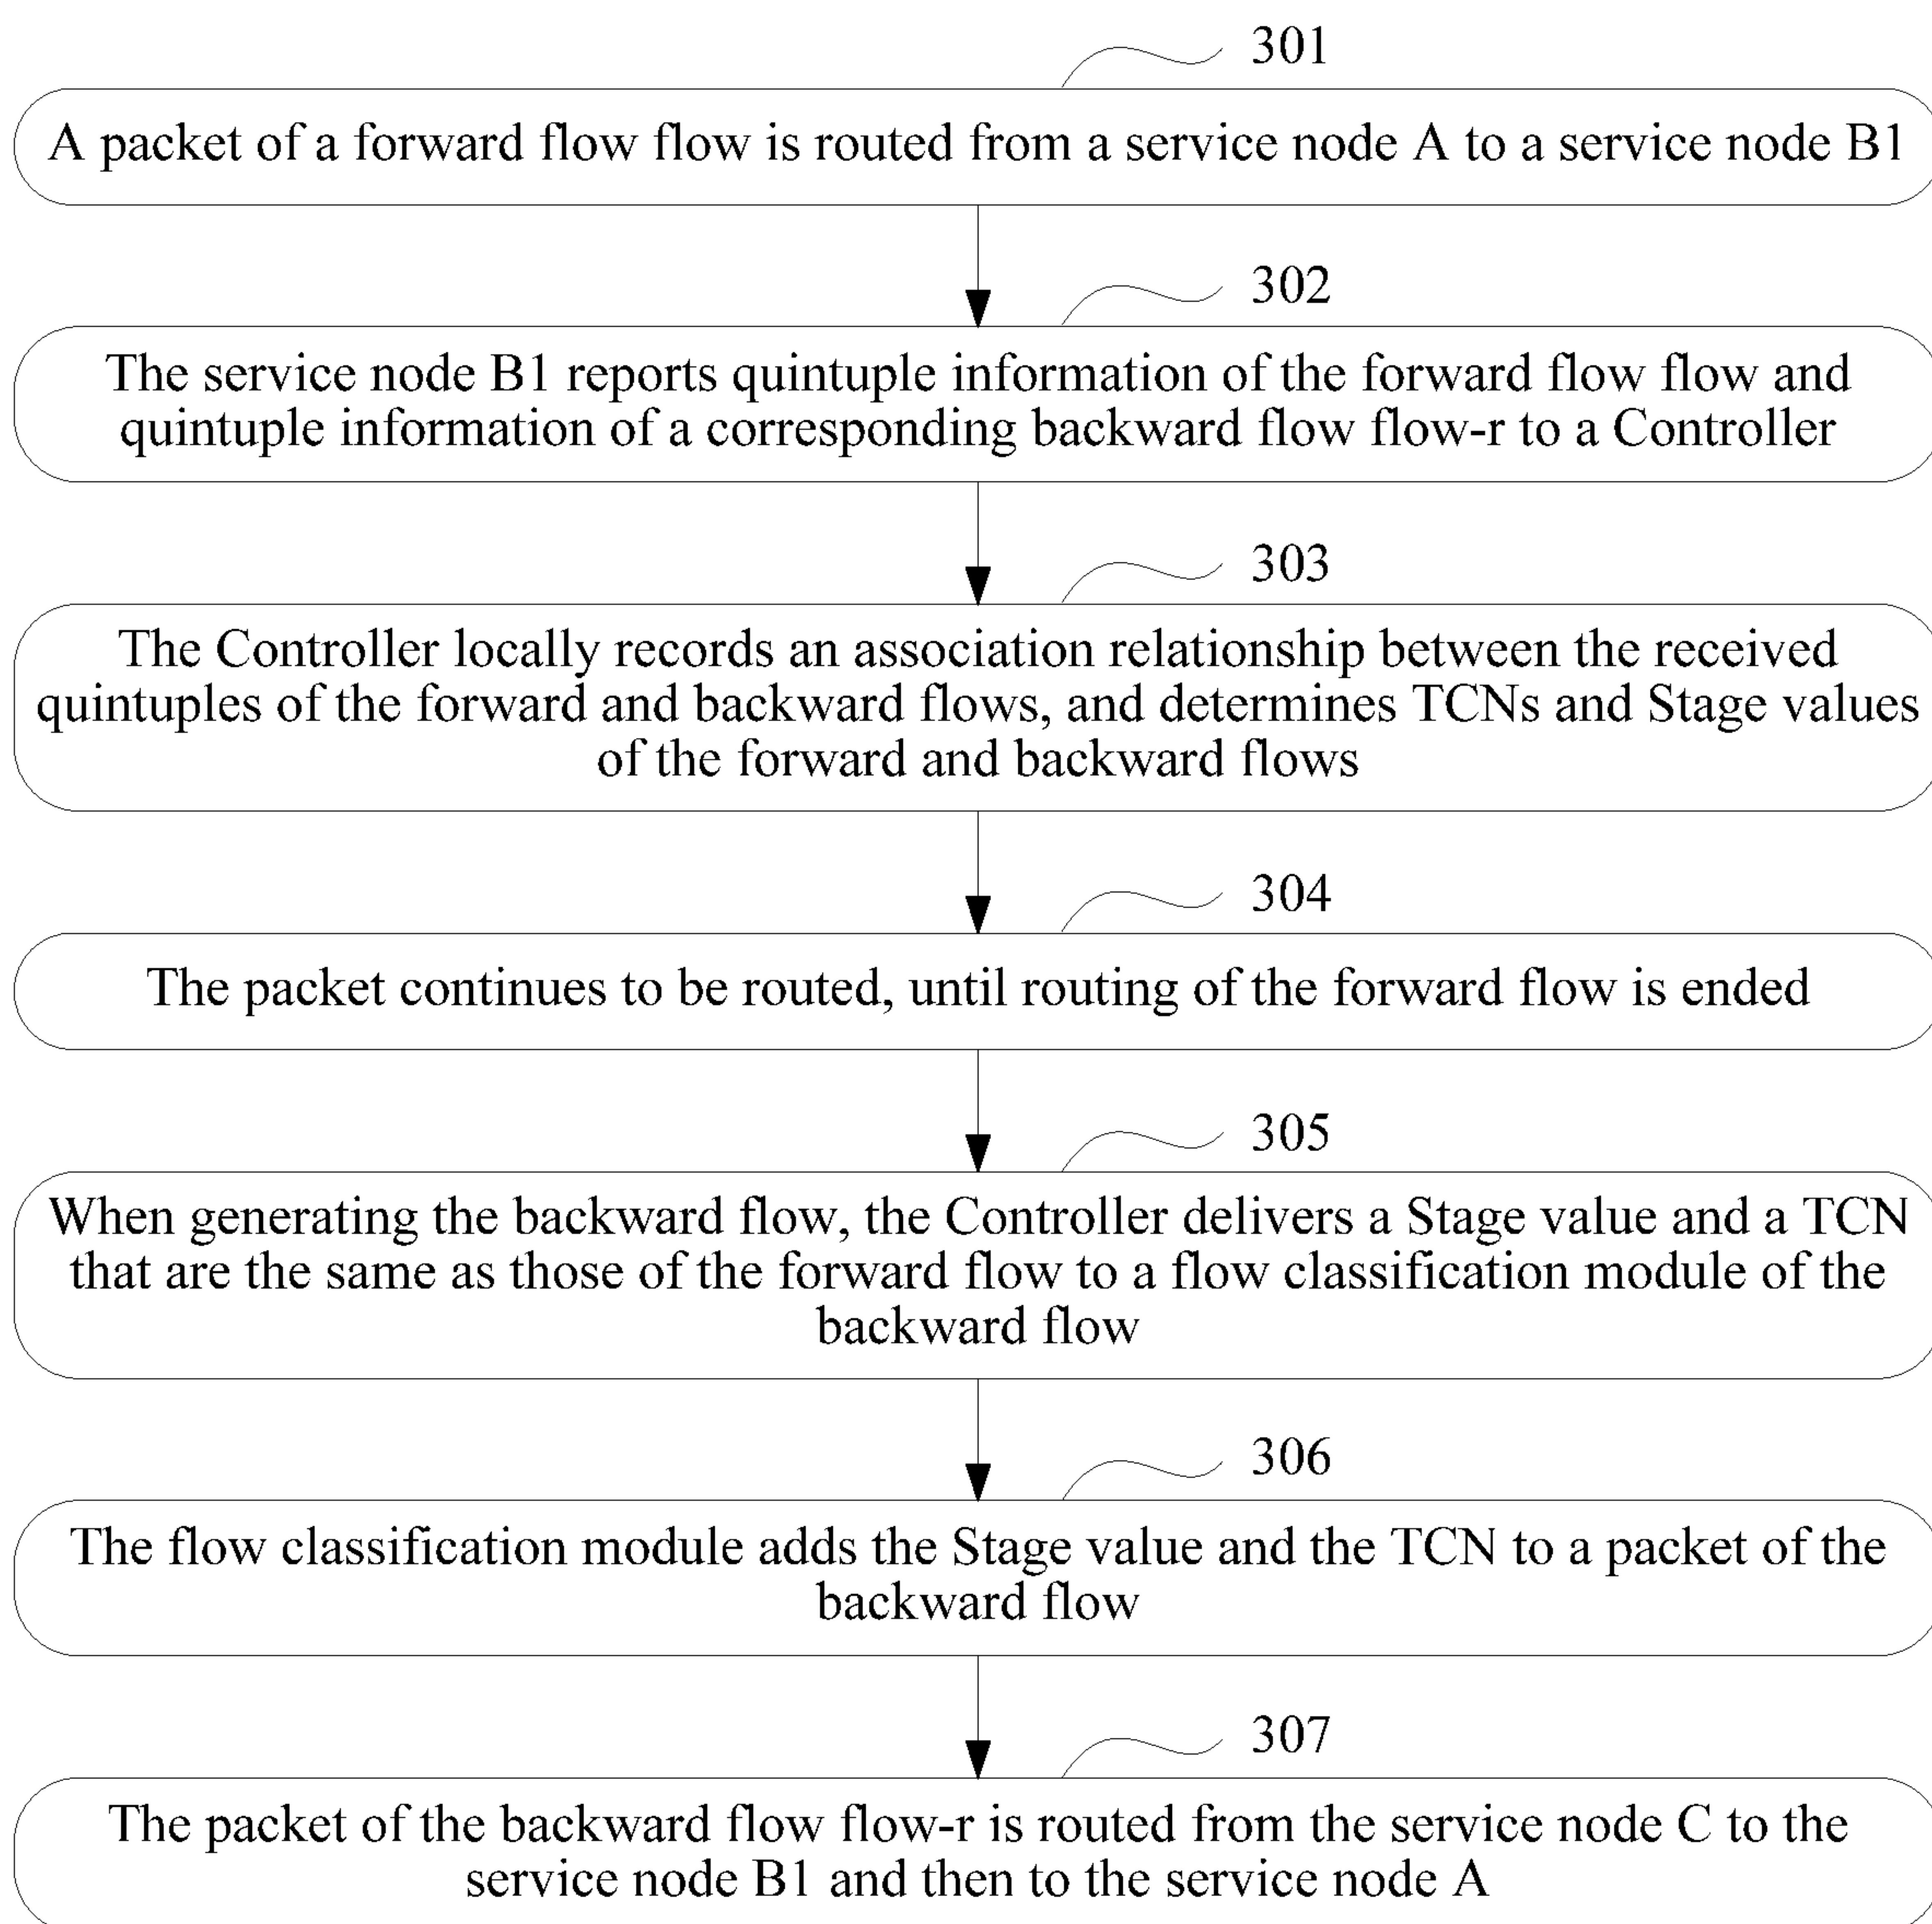 301
A packet of a forward flow flow is routed from a service node A to a service node B1
302
The service node B1 reports quintuple information of the forward flow flow and
quintuple information of a corresponding backward flow flow-r to a Controller
303
The Controller locally records an association relationship between the received
quintuples of the forward and backward flows, and determines TCNs and Stage values
of the forward and backward flows
304
The packet continues to be routed, until routing of the forward flow is ended
305
When generating the backward flow, the Controller delivers a Stage value and a TCN
that are the same as those of the forward flow to a flow classification module of the
backward flow
306
The flow classification module adds the Stage value and the TCN to a packet of the
backward flow
307
The packet of the backward flow flow-r is routed from the service node C to the
service node B1 and then to the service node A